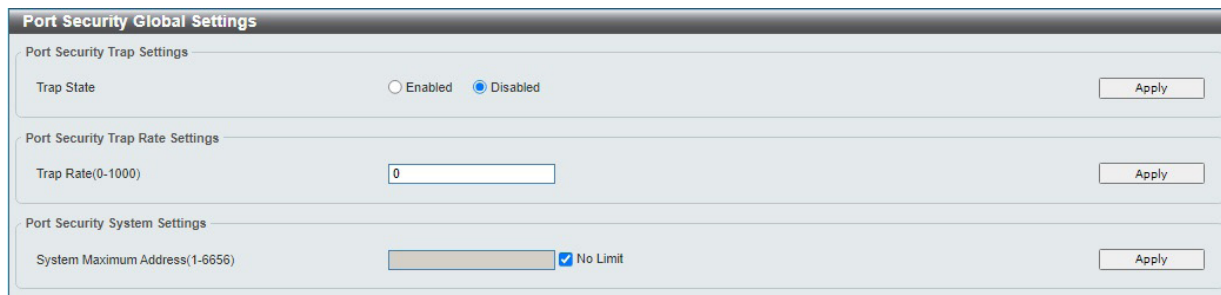 Port Security Global Settings
Port Security Trap Settings
Trap State Enabled Disabled Apply
Port Security Trap Rate Settings
Trap Rate(0-1000) 0 Apply
Port Security System Settings
System Maximum Address(1-6656) No Limit Apply